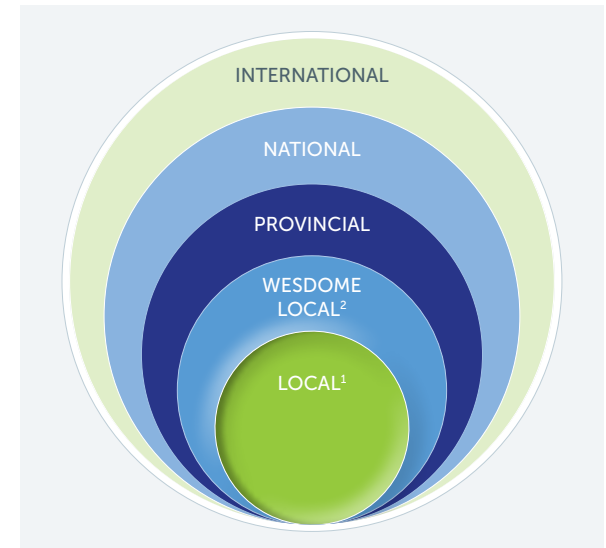 INTERNATIONAL
NATIONAL
PROVINCIAL
WESDOME
LOCAL²
LOCAL¹